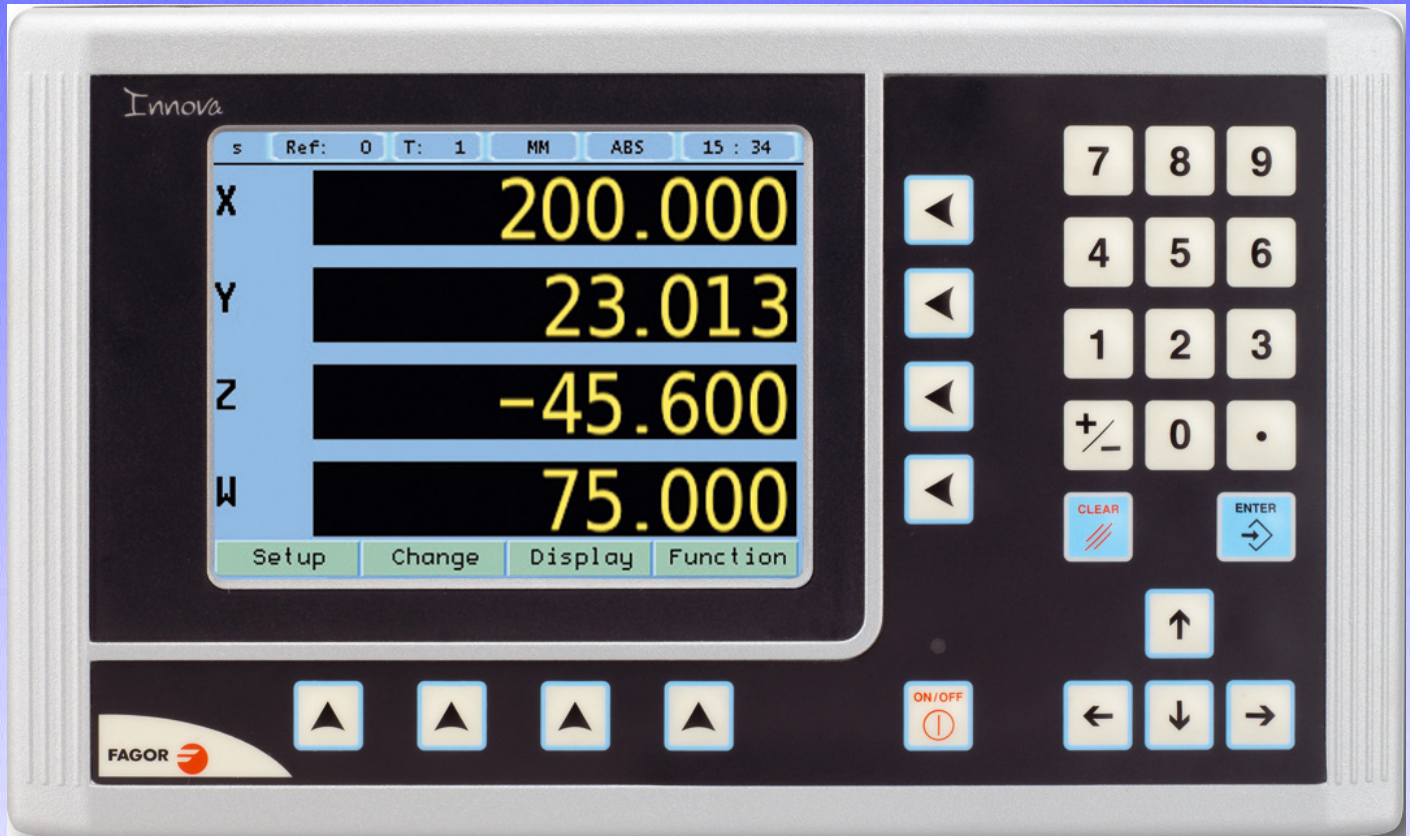 Innova
s Ref: 0 T: 1 MM ABS 15 : 34
X 200.000
Y 23.013
Z -45.600
W 75.000
Setup Change Display Function
7 8 9
4 5 6
1 2 3
+/- 0 .
CLEAR ENTER
ON/OFF
FAGOR